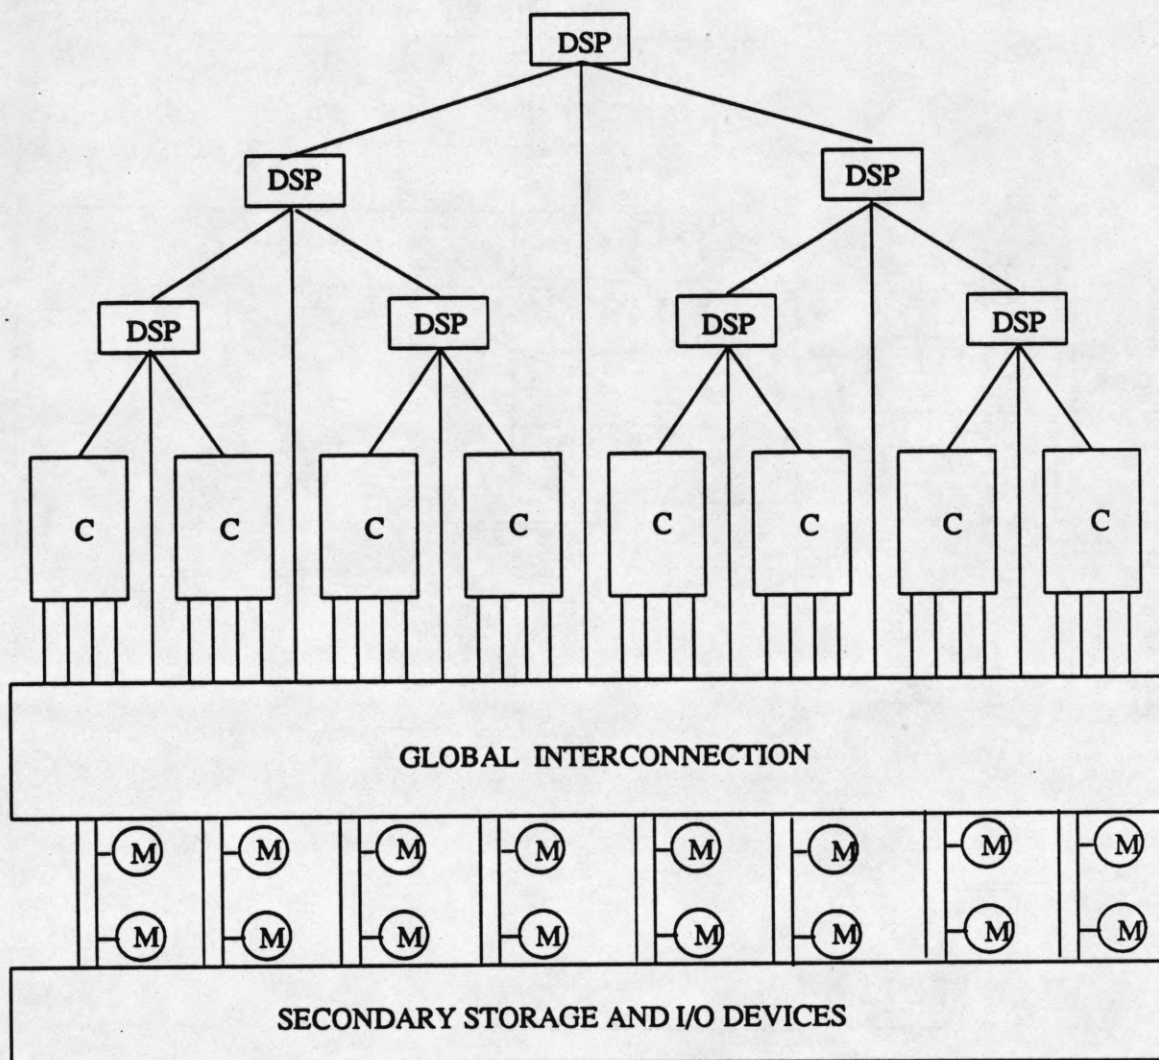 DSP
DSP DSP
DSP DSP DSP DSP
C C C C C C C C
GLOBAL INTERCONNECTION
M M M M M M M M
M M M M M M M M
SECONDARY STORAGE AND I/O DEVICES